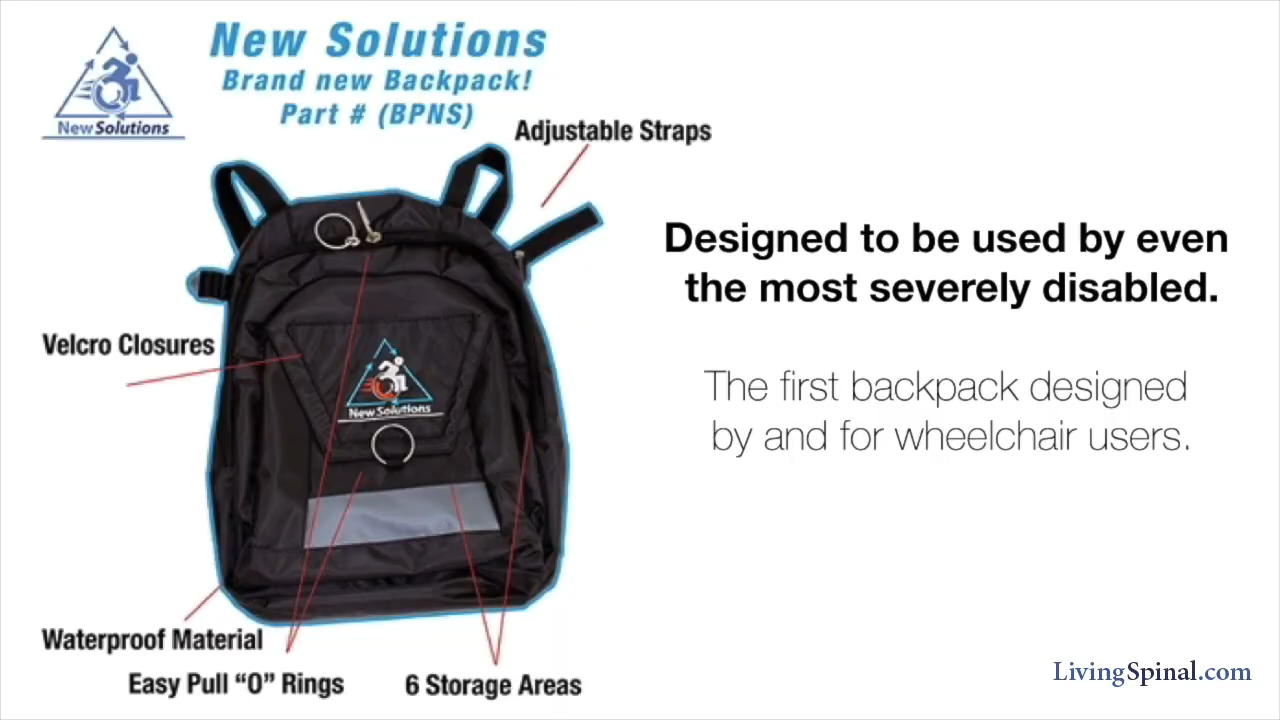 New Solutions
Brand new Backpack!
Part # (BPNS)
New Solutions
Adjustable Straps
Designed to be used by even
the most severely disabled.
Velcro Closures
The first backpack designed
by and for wheelchair users.
New Solutions
Waterproof Material
Easy Pull “O” Rings
6 Storage Areas
LivingSpinal.com